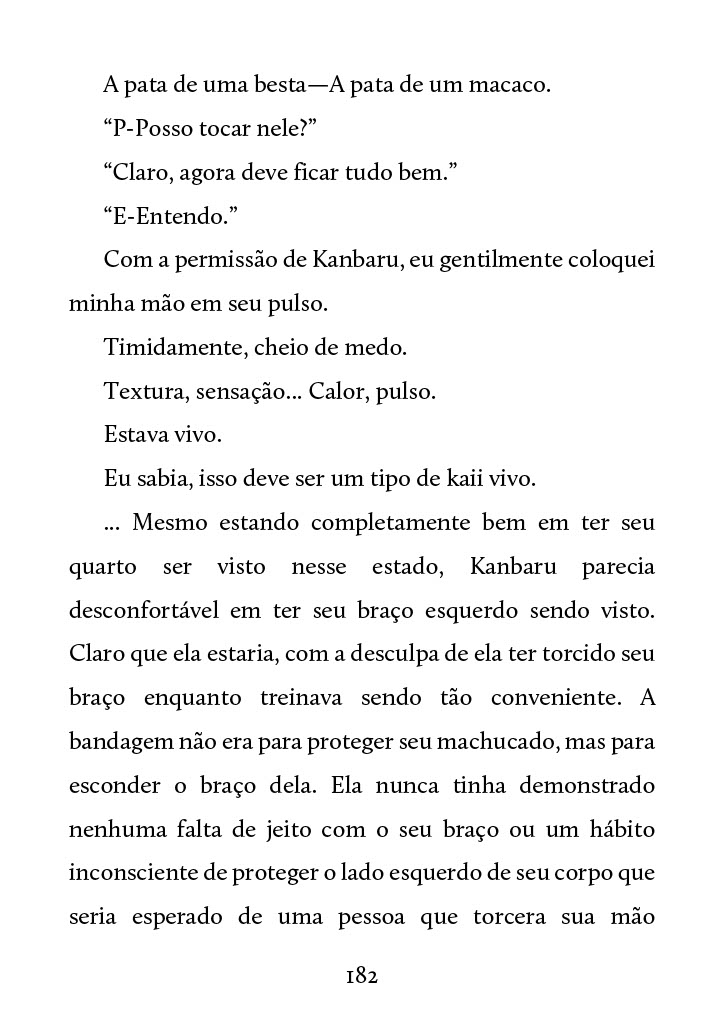 A pata de uma besta—A pata de um macaco.
“P-Posso tocar nele?”
“Claro, agora deve ficar tudo bem.”
“E-Entendo.”
Com a permissão de Kanbaru, eu gentilmente coloquei
minha mão em seu pulso.
Timidamente, cheio de medo.
Textura, sensação... Calor, pulso.
Estava vivo.
Eu sabia, isso deve ser um tipo de kaii vivo.
... Mesmo estando completamente bem em ter seu
quarto ser visto nesse estado, Kanbaru parecia
desconfortável em ter seu braço esquerdo sendo visto.
Claro que ela estaria, com a desculpa de ela ter torcido seu
braço enquanto treinava sendo tão conveniente. A
bandagem não era para proteger seu machucado, mas para
esconder o braço dela. Ela nunca tinha demonstrado
nenhuma falta de jeito com o seu braço ou um hábito
inconsciente de proteger o lado esquerdo de seu corpo que
seria esperado de uma pessoa que torcera sua mão
182